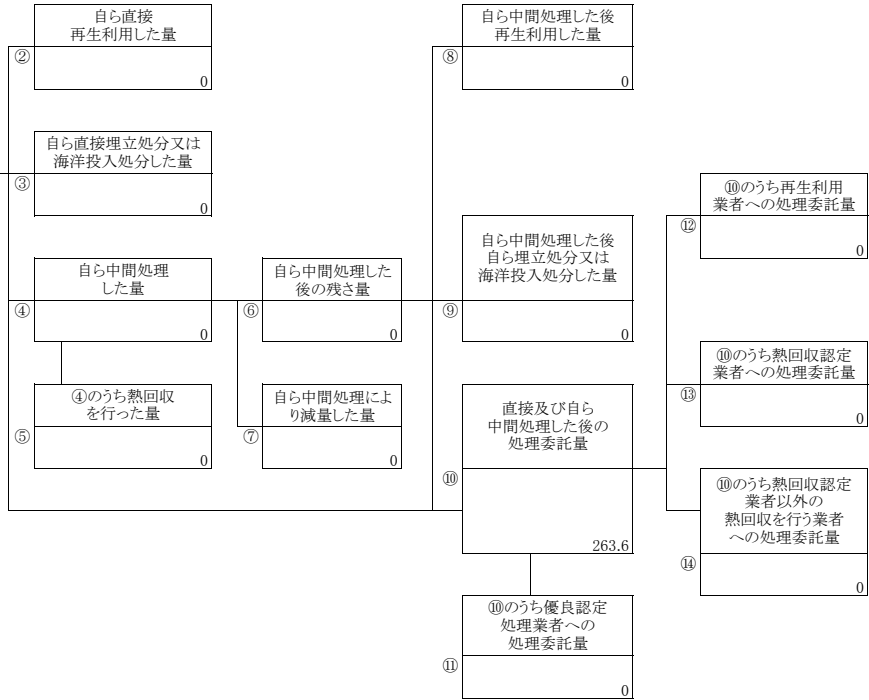 自ら直接
再生利用した量
②
0
自ら直接埋立処分又は
海洋投入処分した量
③
0
自ら中間処理
した量
④
0
④のうち熱回収
を行った量
⑤
0
自ら中間処理した
後の残さ量
⑥
0
自ら中間処理によ
り減量した量
⑦
0
自ら中間処理した後
再生利用した量
⑧
0
自ら中間処理した後
自ら埋立処分又は
海洋投入処分した量
⑨
0
直接及び自ら
中間処理した後の
処理委託量
⑩
263.6
⑩のうち優良認定
処理業者への
処理委託量
⑪
0
⑩のうち再生利用
業者への処理委託量
⑫
0
⑩のうち熱回収認定
業者への処理委託量
⑬
0
⑩のうち熱回収認定
業者以外の
熱回収を行う業者
への処理委託量
⑭
0